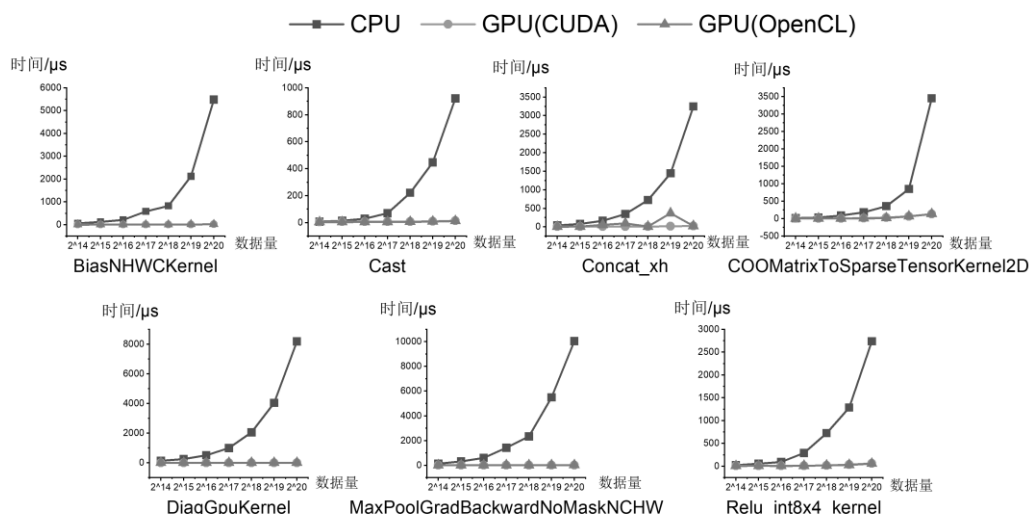 CPU GPU(CUDA) GPU(OpenCL)
时间/μs 时间/μs 时间/μs 时间/μs
6000
5000
4000
3000
2000
1000
0
2^14 2^15 2^16 2^17 2^18 2^19 2^20 数据量
BiasNHWCKernel
1000
800
600
400
200
0
2^14 2^15 2^16 2^17 2^18 2^19 2^20 数据量
Cast
3500
3000
2500
2000
1500
1000
500
0
-500
2^14 2^15 2^16 2^17 2^18 2^19 2^20 数据量
Concat_xh
3500
3000
2500
2000
1500
1000
500
0
-500
2^14 2^15 2^16 2^17 2^18 2^19 2^20 数据量
COOMatrixToSparseTensorKernel2D
时间/μs 时间/μs 时间/μs
8000
6000
4000
2000
0
2^14 2^15 2^16 2^17 2^18 2^19 2^20 数据量
DiagGpuKernel
10000
8000
6000
4000
2000
0
2^14 2^15 2^16 2^17 2^18 2^19 2^20 数据量
MaxPoolGradBackwardNoMaskNCHW
3000
2500
2000
1500
1000
500
0
2^14 2^15 2^16 2^17 2^18 2^19 2^20 数据量
Relu_int8x4_kernel